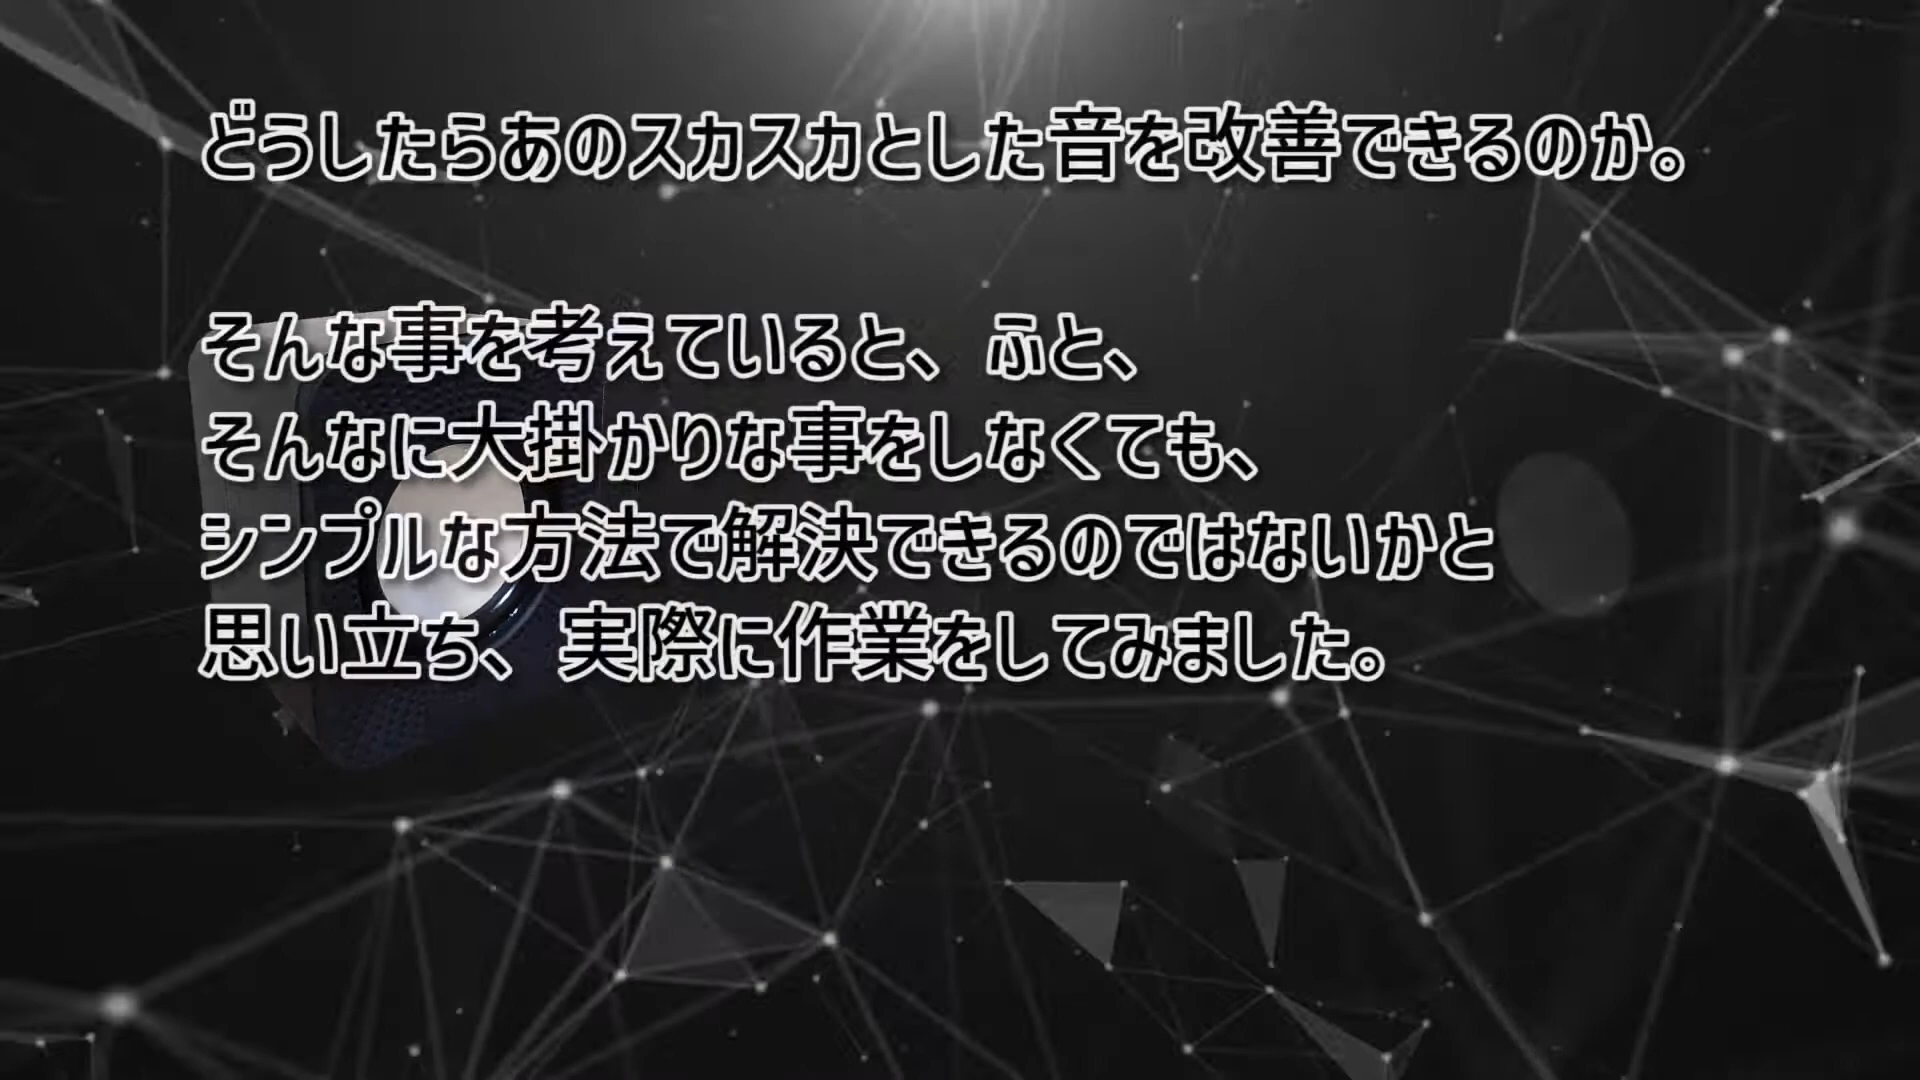 どうしたらあのスカスカとした音を改善できるのか。
そんな事を考えていると、ふと、
そんなに大掛かりな事をしなくても、
シンプルな方法で解決できるのではないかと
思い立ち、実際に作業をしてみました。